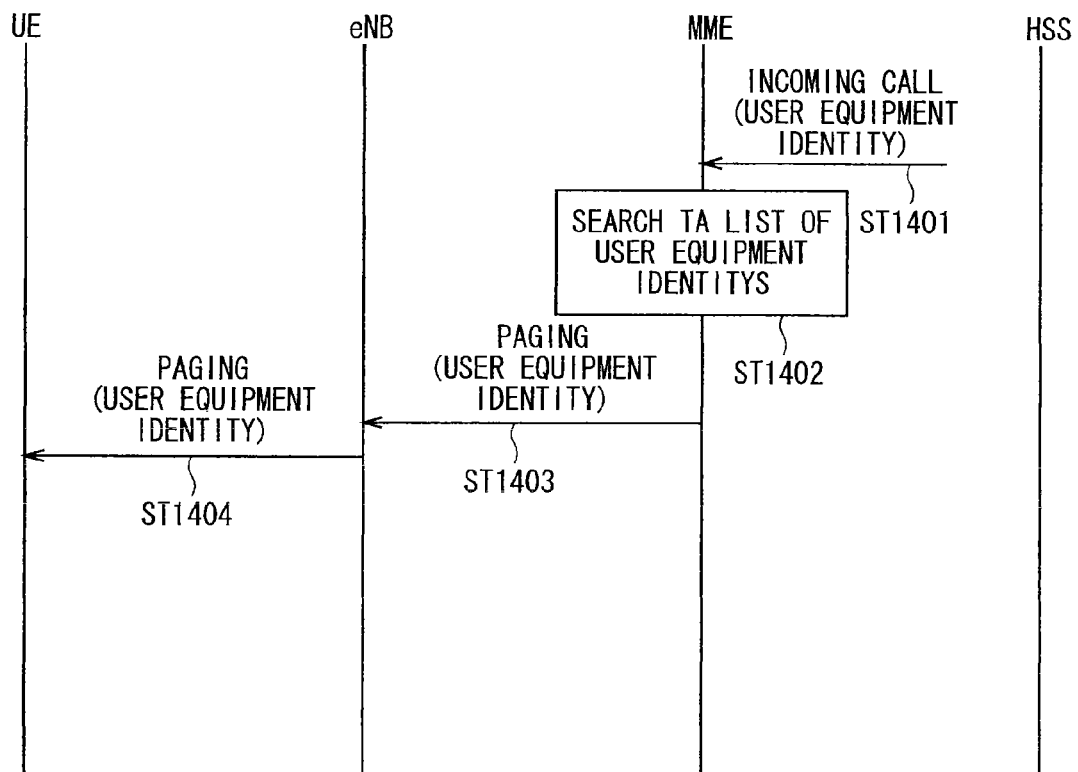 UE
eNB
MME
HSS
INCOMING CALL
(USER EQUIPMENT
IDENTITY)
ST1401
SEARCH TA LIST OF
USER EQUIPMENT
IDENTITYS
ST1402
PAGING
(USER EQUIPMENT
IDENTITY)
ST1403
PAGING
(USER EQUIPMENT
IDENTITY)
ST1404